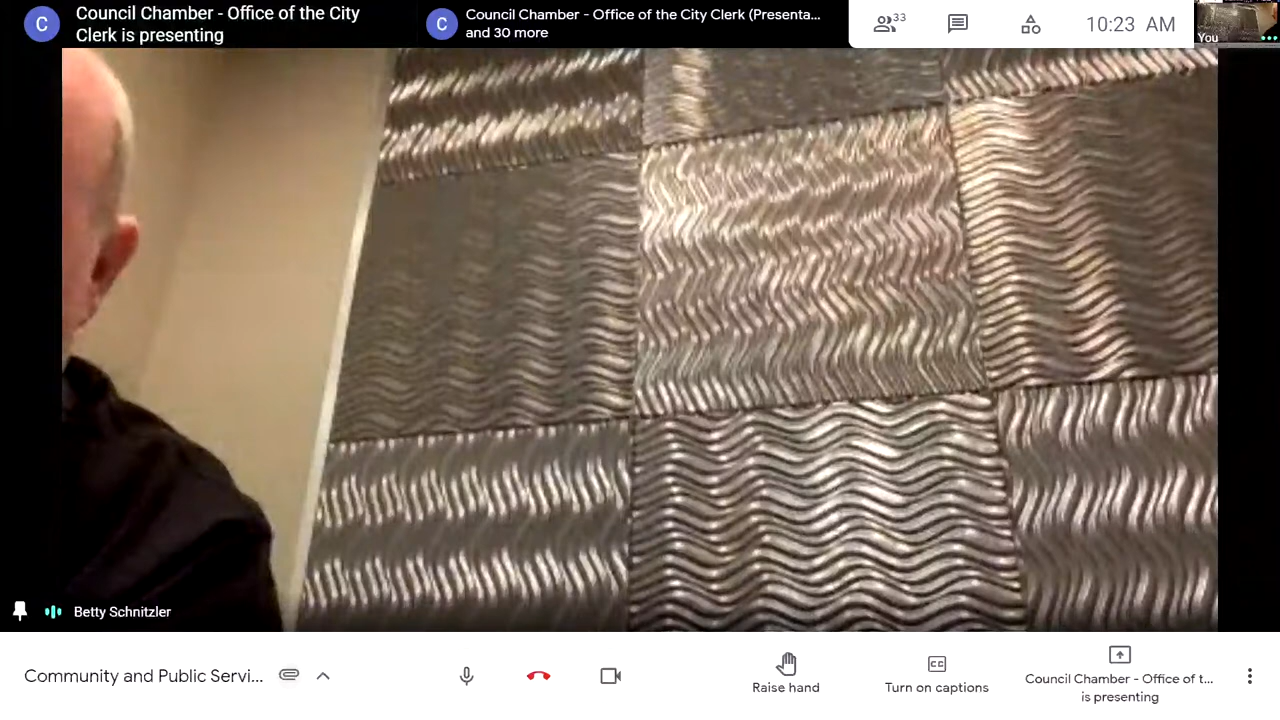 C
Council Chamber - Office of the City
Clerk is presenting
C
Council Chamber - Office of the City Clerk (Presenta...
and 30 more
33
10:23 AM
You
Betty Schnitzler
Community and Public Servi...
Raise hand
CC
Turn on captions
Council Chamber - Office of t...
is presenting